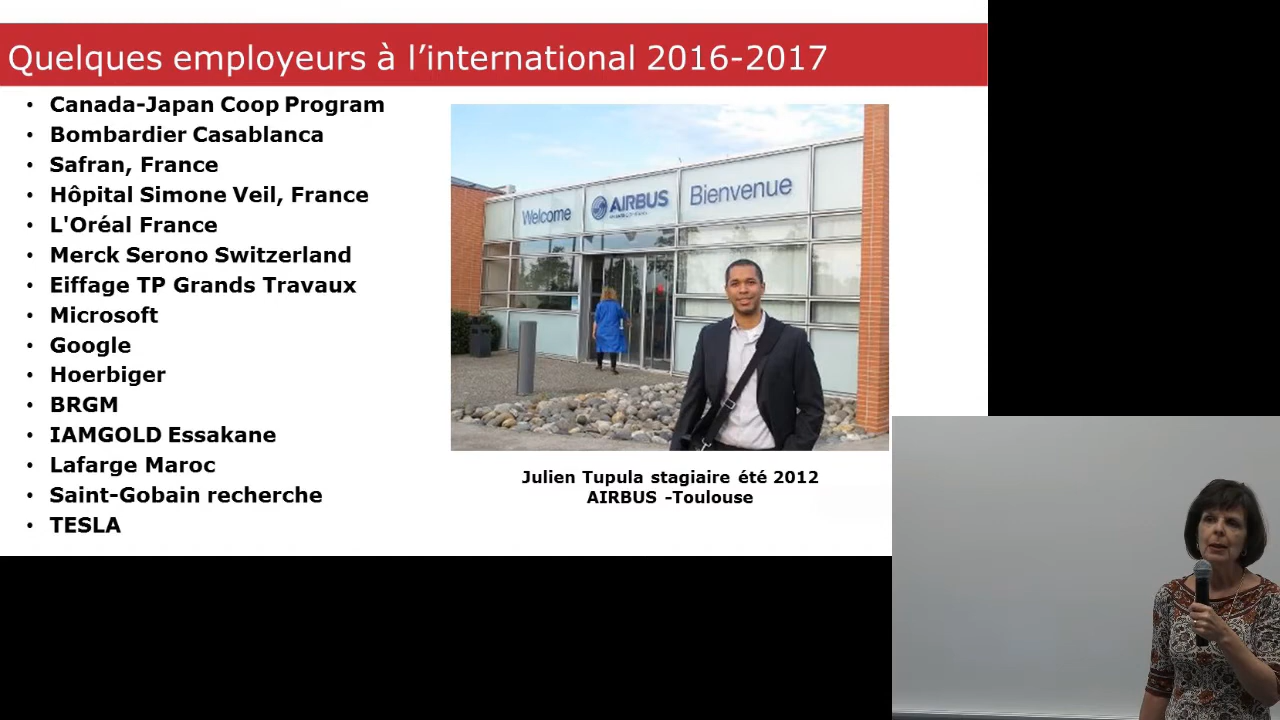 Quelques employeurs à l’international 2016-2017
• Canada-Japan Coop Program
• Bombardier Casablanca
• Safran, France
• Hôpital Simone Veil, France
• L'Oréal France
• Merck Serono Switzerland
• Eiffage TP Grands Travaux
• Microsoft
• Google
• Hoerbiger
• BRGM
• IAMGOLD Essakane
• Lafarge Maroc
• Saint-Gobain recherche
• TESLA
Welcome
AIRBUS
Bienvenue
Julien Tupula stagiaire été 2012
AIRBUS -Toulouse